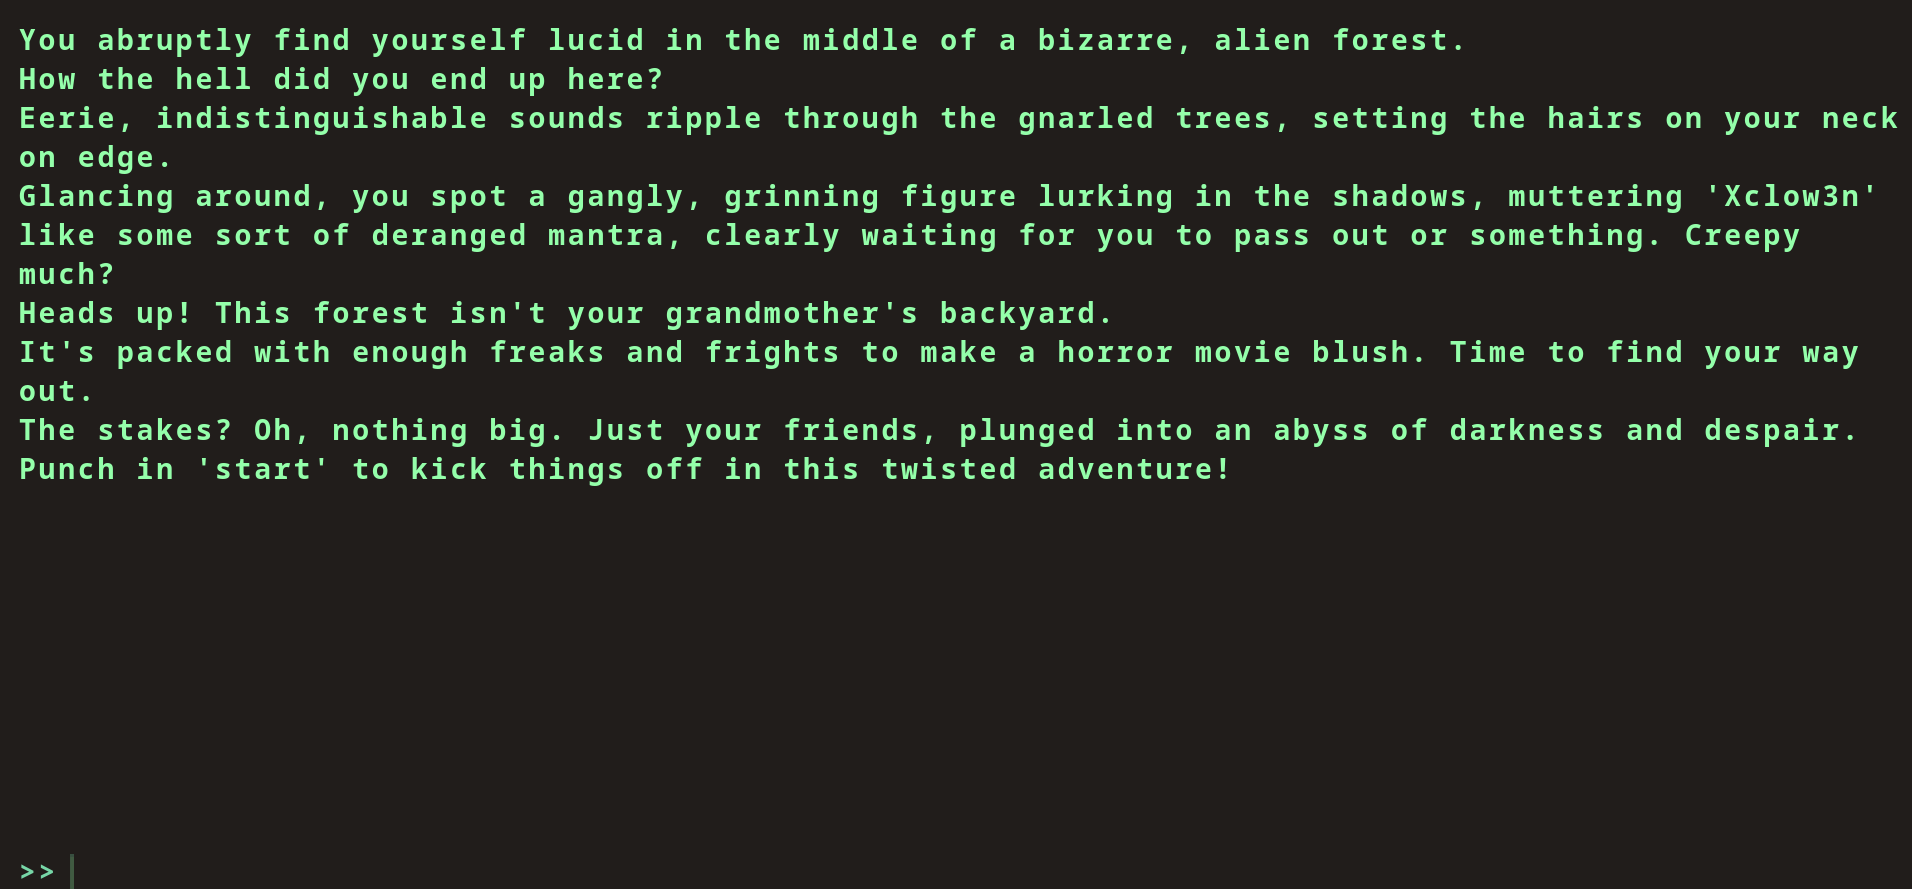 You abruptly find yourself lucid in the middle of a bizarre, alien forest.
How the hell did you end up here?
Eerie, indistinguishable sounds ripple through the gnarled trees, setting the hairs on your neck
on edge.
Glancing around, you spot a gangly, grinning figure lurking in the shadows, muttering 'Xclow3n'
like some sort of deranged mantra, clearly waiting for you to pass out or something. Creepy
much?
Heads up! This forest isn't your grandmother's backyard.
It's packed with enough freaks and frights to make a horror movie blush. Time to find your way
out.
The stakes? Oh, nothing big. Just your friends, plunged into an abyss of darkness and despair.
Punch in 'start' to kick things off in this twisted adventure!
>>